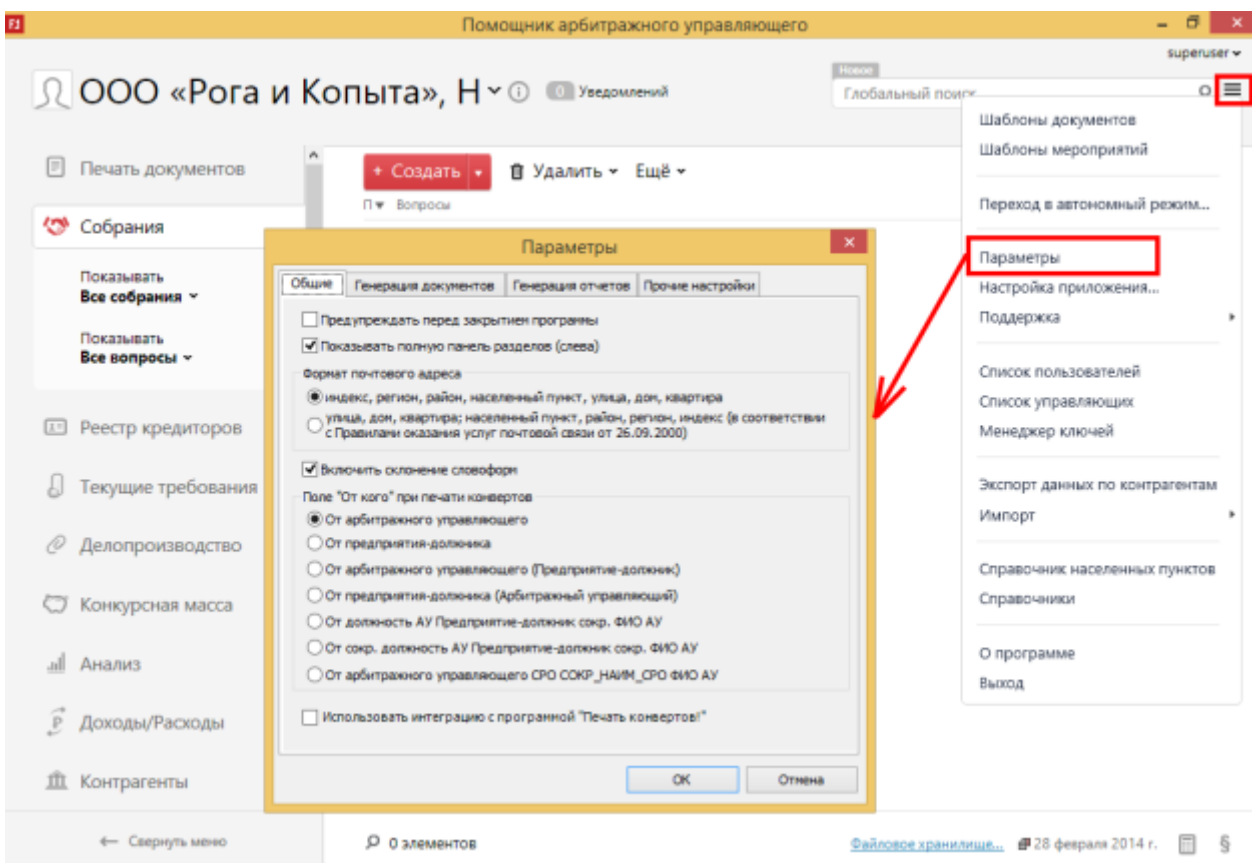 Помощник арбитражного управляющего
superuser
ООО «Рога и Копыта», Н
0 Уведомлений
Новое
Глобальный поиск
Шаблоны документов
Шаблоны мероприятий
Переход в автономный режим...
Параметры
Настройка приложения...
Поддержка
Список пользователей
Список управляющих
Менеджер ключей
Экспорт данных по контрагентам
Импорт
Справочник населенных пунктов
Справочники
О программе
Выход
Печать документов
Собрания
Показывать
Все собрания
Показывать
Все вопросы
Реестр кредиторов
Текущие требования
Делопроизводство
Конкурсная масса
Анализ
Доходы/Расходы
Контрагенты
← Свернуть меню
+ Создать
Удалить
Ещё
П Вопросы
Параметры
Общие
Генерация документов
Генерация отчетов
Прочие настройки
Предупреждать перед закрытием программы
Показывать полную панель разделов (слева)
Формат почтового адреса
индекс, регион, район, населенный пункт, улица, дом, квартира
улица, дом, квартира; населенный пункт, район, регион, индекс (в соответствии
с Правилами оказания услуг почтовой связи от 26.09.2000)
Включить склонение словоформ
Поле "От кого" при печати конвертов
От арбитражного управляющего
От предприятия-должника
От арбитражного управляющего (Предприятие-должник)
От предприятия-должника (Арбитражный управляющий)
От должность АУ Предприятие-должник сокр. ФИО АУ
От сокр. должность АУ Предприятие-должник сокр. ФИО АУ
От арбитражного управляющего СРО СОКР_НАИМ_СРО ФИО АУ
Использовать интеграцию с программой "Печать конвертов!"
ОК
Отмена
0 элементов
Файловое хранилище...
28 февраля 2014 г.
§